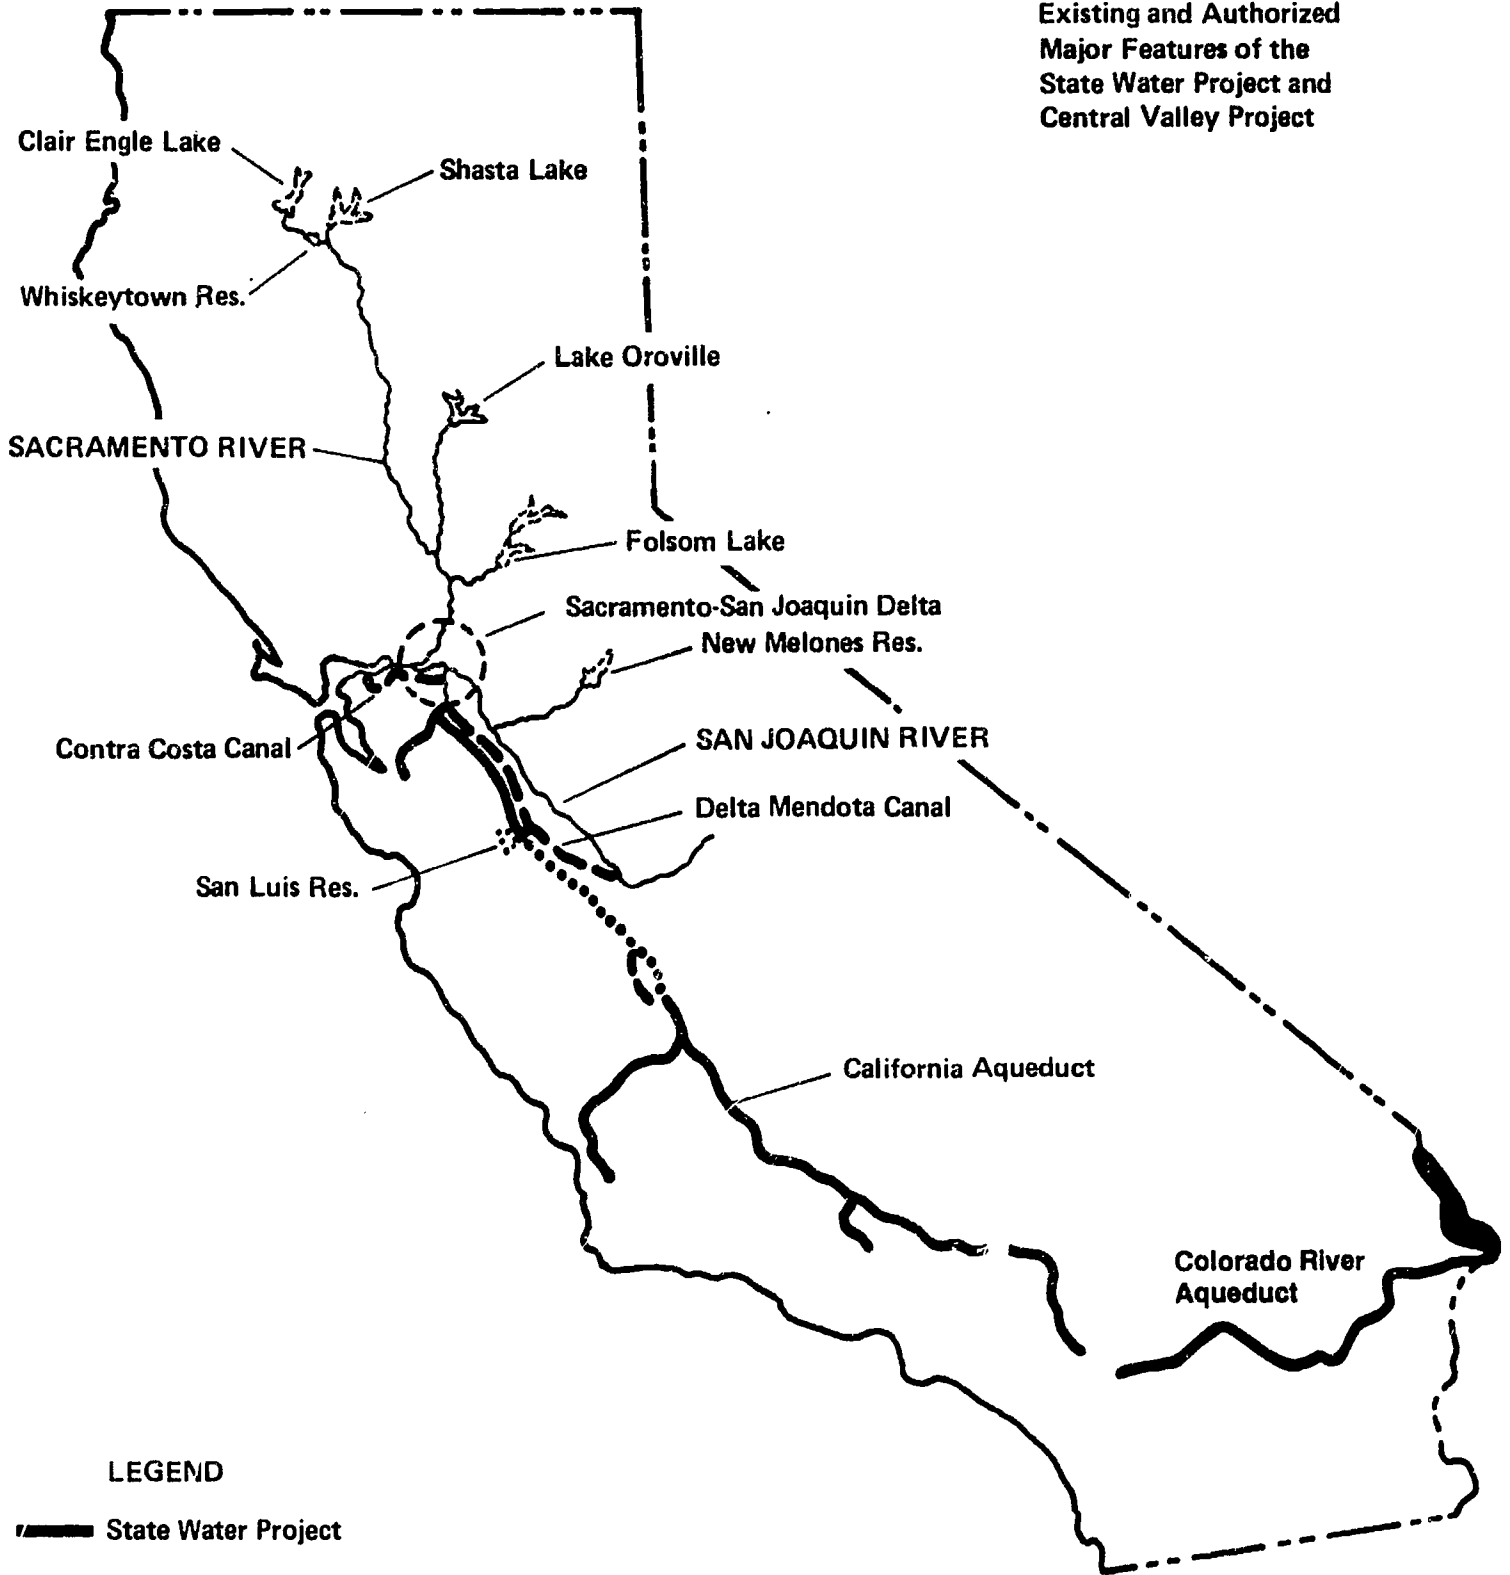 Existing and Authorized
Major Features of the
State Water Project and
Central Valley Project
Clair Engle Lake
Shasta Lake
Whiskeytown Res.
Lake Oroville
SACRAMENTO RIVER
Folsom Lake
Sacramento-San Joaquin Delta
New Melones Res.
Contra Costa Canal
SAN JOAQUIN RIVER
Delta Mendota Canal
San Luis Res.
California Aqueduct
Colorado River
Aqueduct
LEGEND
State Water Project